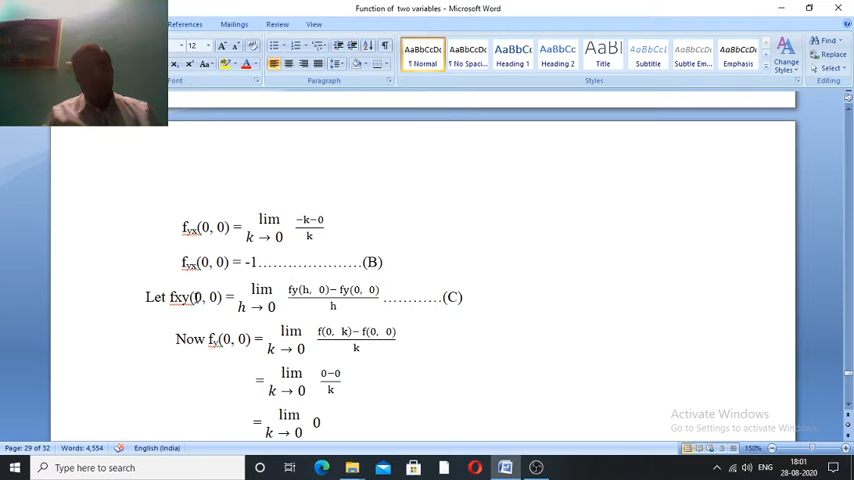 Function of two variables - Microsoft Word
References Mailings Review View
12
AaBbCcDc AaBbCcDc AaBbC AaBbCc AaBl AaBbCcL AaBbCcDc AaBbCcDc
¶ Normal ¶ No Spaci... Heading 1 Heading 2 Title Subtitle Subtle Em... Emphasis
Change Styles
Find
Replace
Select
Font Paragraph Styles Editing
fyx(0, 0) = lim k → 0 −k−0 / k
fyx(0, 0) = -1………………….(B)
Let fxy(0, 0) = lim h → 0 fy(h, 0)− fy(0, 0) / h …………(C)
Now fy(0, 0) = lim k → 0 f(0, k)− f(0, 0) / k
= lim k → 0 0−0 / k
= lim k → 0 0
Activate Windows
Go to Settings to activate Windows.
Page: 29 of 32 Words: 4,554 English (India) 150%
Type here to search
ENG
18:01
28-08-2020